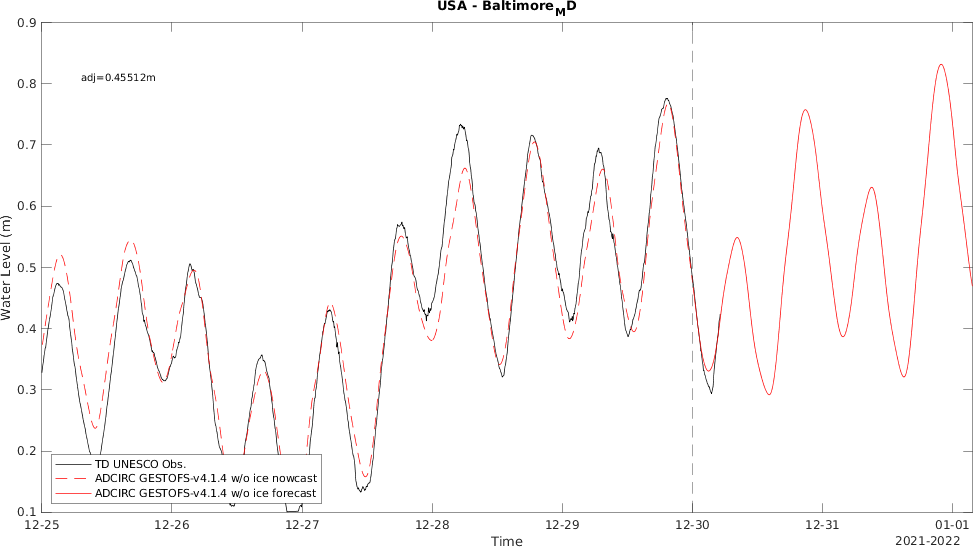 USA - Baltimore_MD
0.9
adj=0.45512m
0.8
0.7
0.6
0.5
0.4
0.3
0.2
0.1
Water Level (m)
TD UNESCO Obs.
ADCIRC GESTOFS-v4.1.4 w/o ice nowcast
ADCIRC GESTOFS-v4.1.4 w/o ice forecast
12-25 12-26 12-27 12-28 12-29 12-30 12-31 01-01
Time
2021-2022